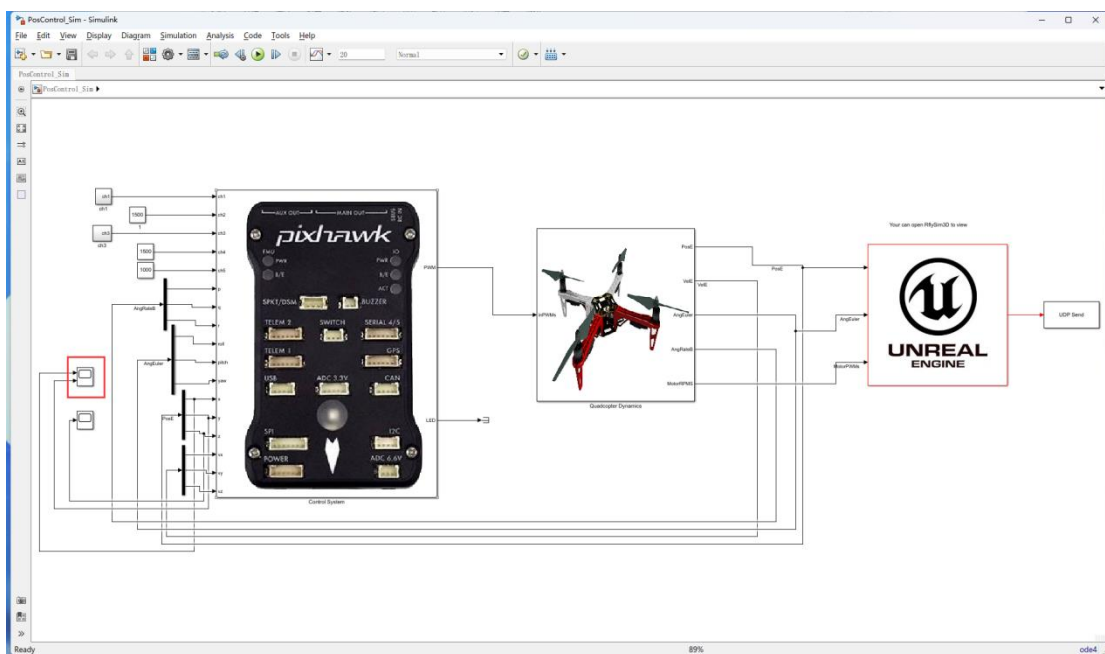 PosControl_Sim - Simulink
File Edit View Display Diagram Simulation Analysis Code Tools Help
20 Normal
PosControl_Sim
PosControl_Sim
ch1
ch1
1500
1
ch3
ch3
1500
1000
AngRateB
AngEuler
PosE
ch1
ch2
ch3
p
q
r
roll
pitch
yaw
x
y
z
vx
vy
vz
AUX OUT MAIN OUT
pixhawk
FMU IO
PWR PWR
B/E B/E
ACT
SPKT/DSM BUZZER
TELEM 2 SWITCH SERIAL 4/5
TELEM 1 GPS
USB ADC 3.3V CAN
SPI I2C
POWER ADC 6.6V
PWM
LED
Control System
inPWMs
PosE
VelE
AngEuler
AngRateB
MotorRPMS
Quadcopter Dynamics
PosE
VelE
Your can open RflySim3D to view
AngEuler
MotorPWMs
UNREAL
ENGINE
UDP Send
Ready 89% ode4